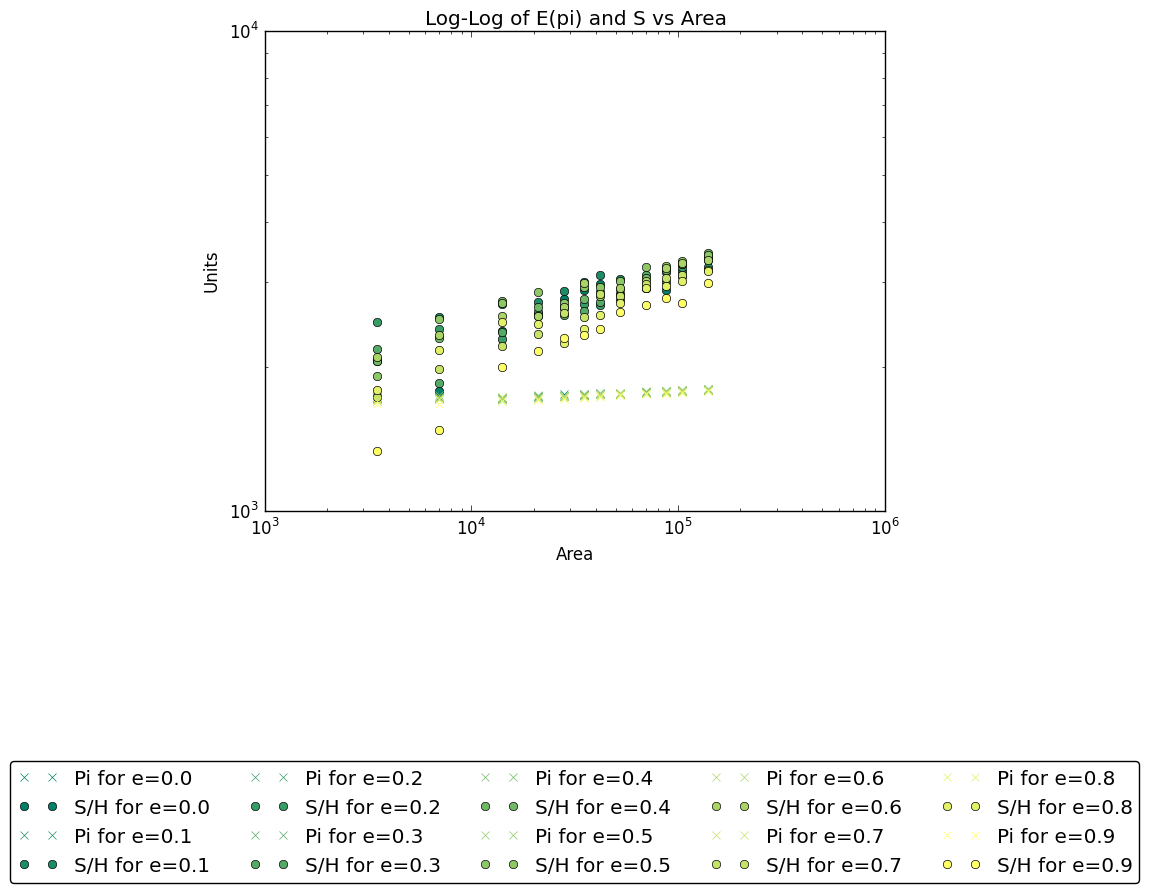 Log-Log of E(pi) and S vs Area
10^4
Units
10^3
10^3 10^4 10^5 10^6
Area
Pi for e=0.0 Pi for e=0.2 Pi for e=0.4 Pi for e=0.6 Pi for e=0.8
S/H for e=0.0 S/H for e=0.2 S/H for e=0.4 S/H for e=0.6 S/H for e=0.8
Pi for e=0.1 Pi for e=0.3 Pi for e=0.5 Pi for e=0.7 Pi for e=0.9
S/H for e=0.1 S/H for e=0.3 S/H for e=0.5 S/H for e=0.7 S/H for e=0.9